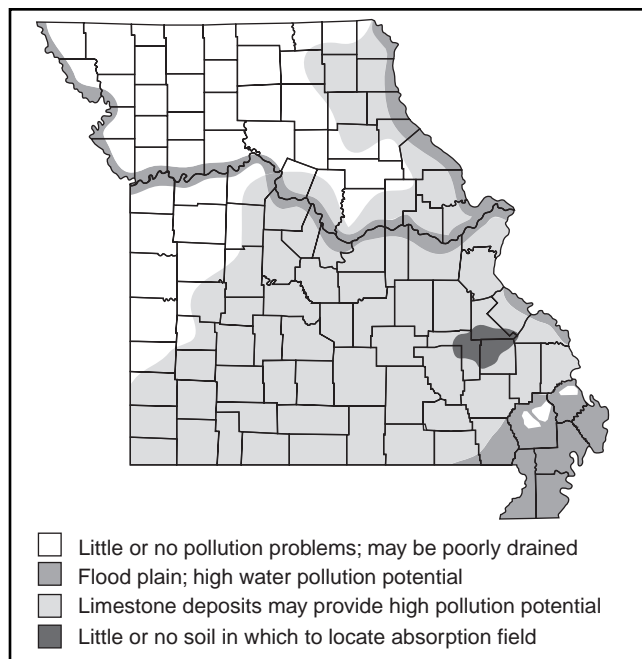 Little or no pollution problems; may be poorly drained
Flood plain; high water pollution potential
Limestone deposits may provide high pollution potential
Little or no soil in which to locate absorption field